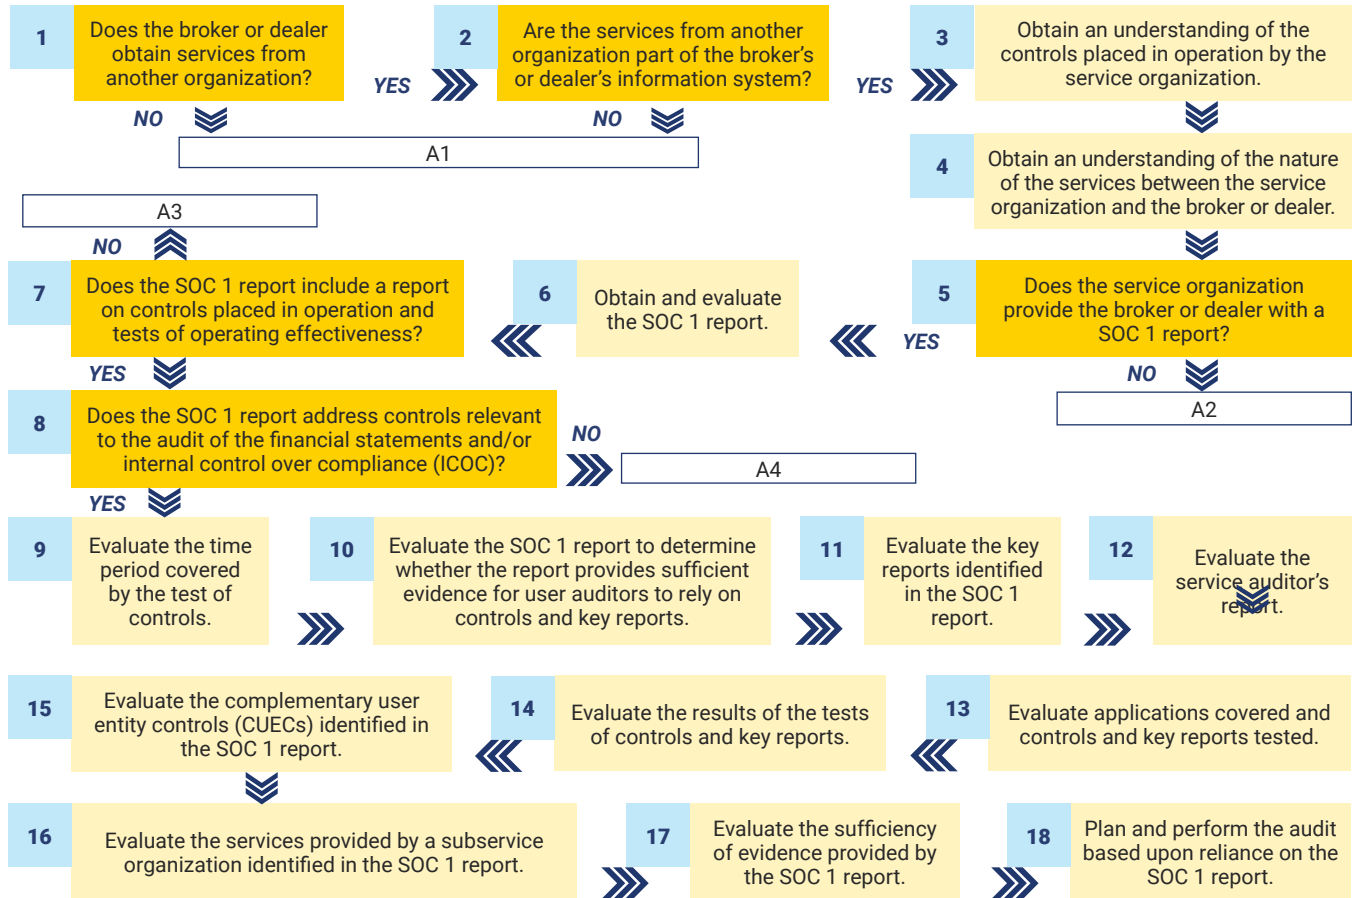 1
Does the broker or dealer
obtain services from
another organization?
YES
2
Are the services from another
organization part of the broker's
or dealer's information system?
YES
3
Obtain an understanding of the
controls placed in operation by the
service organization.
NO
NO
A1
4
Obtain an understanding of the nature
of the services between the service
organization and the broker or dealer.
A3
NO
5
Does the service organization
provide the broker or dealer with a
SOC 1 report?
YES
NO
A2
6
Obtain and evaluate
the SOC 1 report.
7
Does the SOC 1 report include a report
on controls placed in operation and
tests of operating effectiveness?
YES
8
Does the SOC 1 report address controls relevant
to the audit of the financial statements and/or
internal control over compliance (ICOC)?
NO
A4
YES
9
Evaluate the time
period covered
by the test of
controls.
10
Evaluate the SOC 1 report to determine
whether the report provides sufficient
evidence for user auditors to rely on
controls and key reports.
11
Evaluate the key
reports identified
in the SOC 1
report.
12
Evaluate the
service auditor's
report.
13
Evaluate applications covered and
controls and key reports tested.
14
Evaluate the results of the tests
of controls and key reports.
15
Evaluate the complementary user
entity controls (CUECs) identified in
the SOC 1 report.
16
Evaluate the services provided by a subservice
organization identified in the SOC 1 report.
17
Evaluate the sufficiency
of evidence provided by
the SOC 1 report.
18
Plan and perform the audit
based upon reliance on the
SOC 1 report.